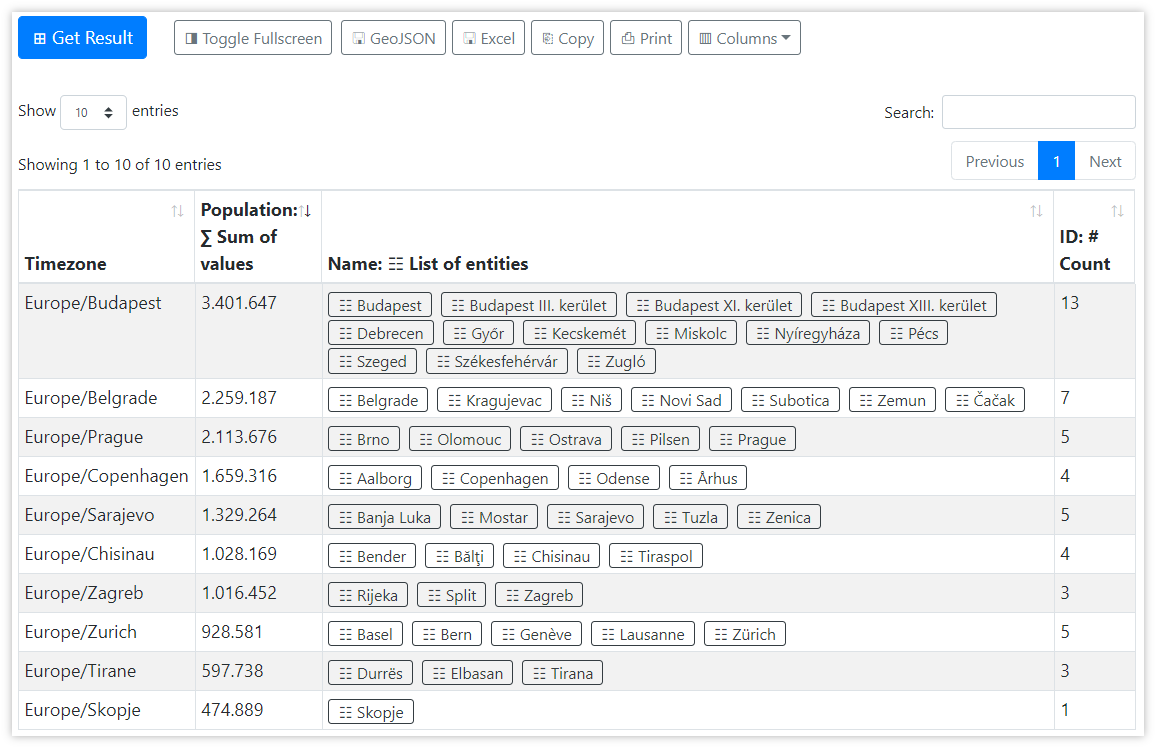 Get Result Toggle Fullscreen GeoJSON Excel Copy Print Columns
Show 10 entries Search:
Showing 1 to 10 of 10 entries Previous 1 Next
Population:
∑ Sum of ID: #
Timezone values Name: List of entities Count
Europe/Budapest 3.401.647 Budapest Budapest III. kerület Budapest XI. kerület Budapest XIII. kerület 13
Debrecen Győr Kecskemét Miskolc Nyíregyháza Pécs
Szeged Székesfehérvár Zugló
Europe/Belgrade 2.259.187 Belgrade Kragujevac Niš Novi Sad Subotica Zemun Čačak 7
Europe/Prague 2.113.676 Brno Olomouc Ostrava Pilsen Prague 5
Europe/Copenhagen 1.659.316 Aalborg Copenhagen Odense Århus 4
Europe/Sarajevo 1.329.264 Banja Luka Mostar Sarajevo Tuzla Zenica 5
Europe/Chisinau 1.028.169 Bender Bălţi Chisinau Tiraspol 4
Europe/Zagreb 1.016.452 Rijeka Split Zagreb 3
Europe/Zurich 928.581 Basel Bern Genève Lausanne Zürich 5
Europe/Tirane 597.738 Durrës Elbasan Tirana 3
Europe/Skopje 474.889 Skopje 1